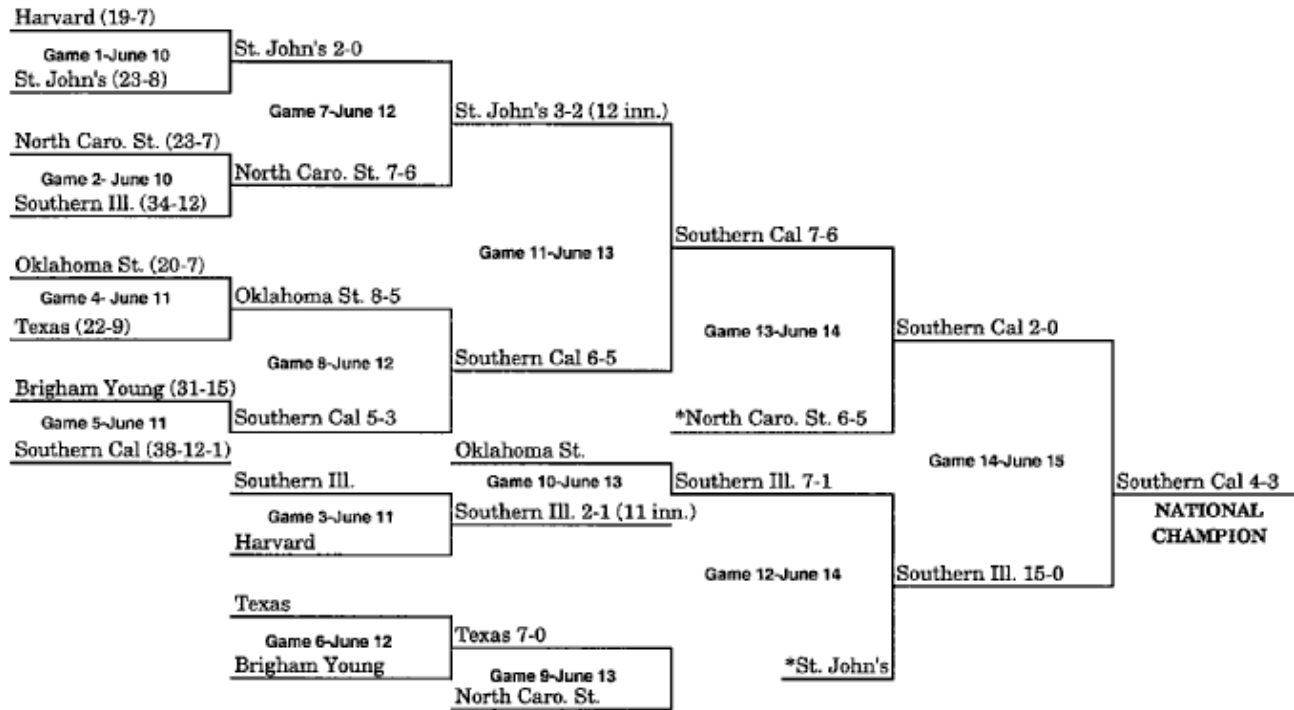 Harvard (19-7)
Game 1-June 10
St. John's 2-0
St. John's (23-8)
Game 7-June 12
St. John's 3-2 (12 inn.)
North Caro. St. (23-7)
Game 2- June 10
North Caro. St. 7-6
Southern Ill. (34-12)
Game 11-June 13
Southern Cal 7-6
Oklahoma St. (20-7)
Game 4- June 11
Oklahoma St. 8-5
Texas (22-9)
Game 13-June 14
Southern Cal 2-0
Game 8-June 12
Southern Cal 6-5
Brigham Young (31-15)
Game 5-June 11
Southern Cal 5-3
*North Caro. St. 6-5
Southern Cal (38-12-1)
Oklahoma St.
Game 14-June 15
Game 10-June 13
Southern Ill. 7-1
Southern Cal 4-3
NATIONAL
CHAMPION
Southern Ill.
Game 3-June 11
Southern Ill. 2-1 (11 inn.)
Harvard
Game 12-June 14
Southern Ill. 15-0
Texas
Game 6-June 12
Texas 7-0
Brigham Young
*St. John's
Game 9-June 13
North Caro. St.